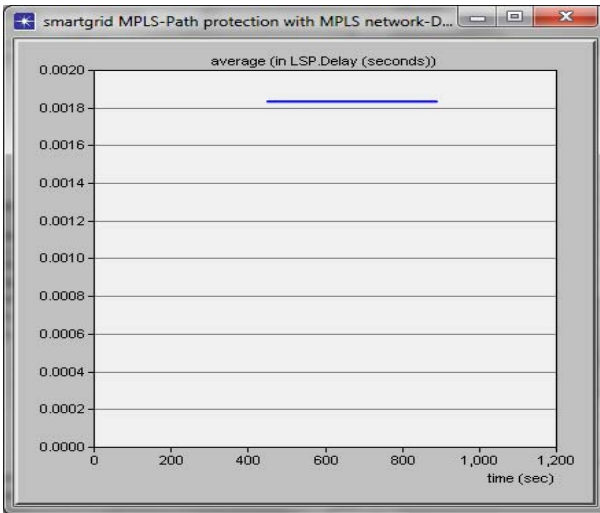 smartgrid MPLS-Path protection with MPLS network-D...
average (in LSP.Delay (seconds))
0.0020
0.0018
0.0016
0.0014
0.0012
0.0010
0.0008
0.0006
0.0004
0.0002
0.0000
0 200 400 600 800 1,000 1,200
time (sec)